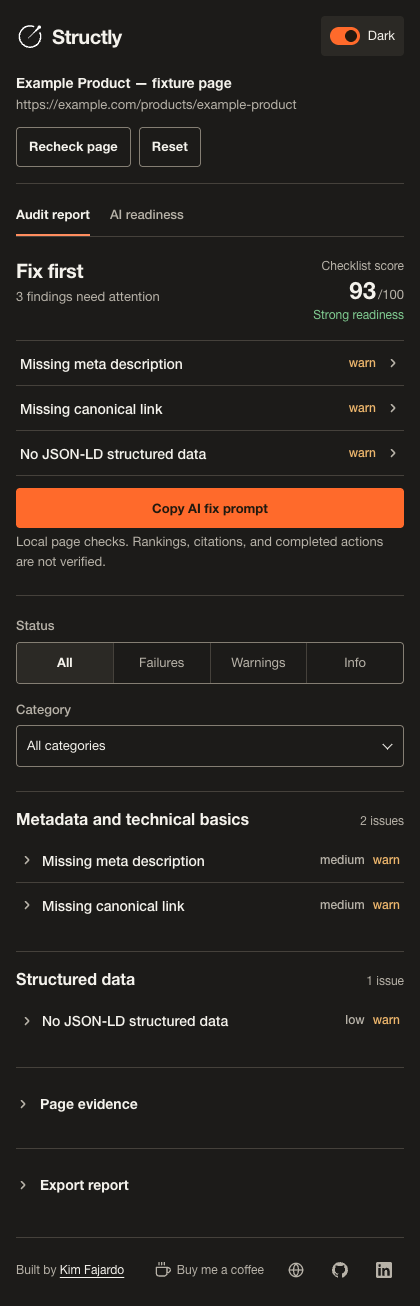 Structly
Dark
Example Product — fixture page
https://example.com/products/example-product
Recheck page
Reset
Audit report
AI readiness
Fix first
3 findings need attention
Checklist score
93/100
Strong readiness
Missing meta description
warn
Missing canonical link
warn
No JSON-LD structured data
warn
Copy AI fix prompt
Local page checks. Rankings, citations, and completed actions
are not verified.
Status
All
Failures
Warnings
Info
Category
All categories
Metadata and technical basics
2 issues
Missing meta description
medium warn
Missing canonical link
medium warn
Structured data
1 issue
No JSON-LD structured data
low warn
Page evidence
Export report
Built by Kim Fajardo
Buy me a coffee